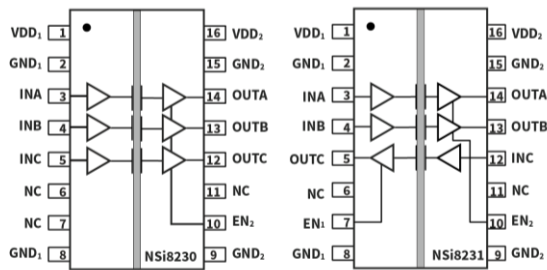 VDD₁ 1 16 VDD₂
GND₁ 2 15 GND₂
INA 3 14 OUTA
INB 4 13 OUTB
INC 5 12 OUTC
NC 6 11 NC
NC 7 10 EN₂
GND₁ 8 9 GND₂
NSi8230
VDD₁ 1 16 VDD₂
GND₁ 2 15 GND₂
INA 3 14 OUTA
INB 4 13 OUTB
OUTC 5 12 INC
NC 6 11 NC
EN₁ 7 10 EN₂
GND₁ 8 9 GND₂
NSi8231